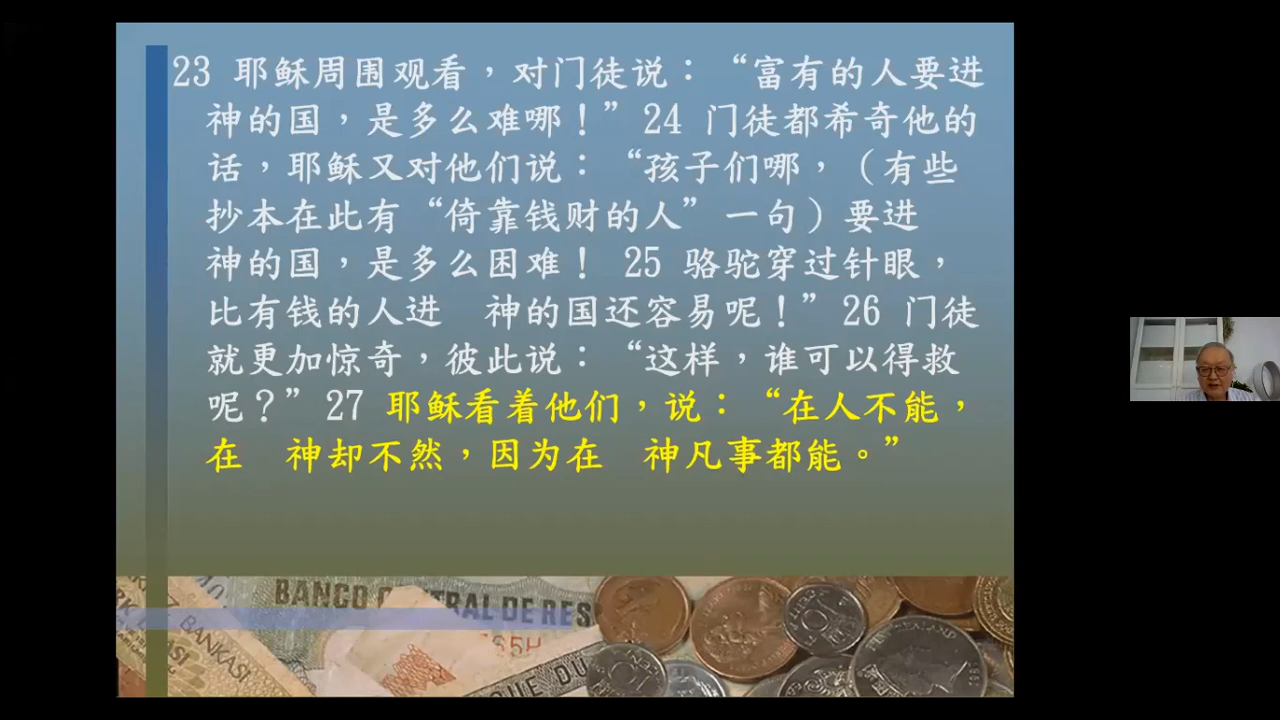 23 耶稣周围观看，对门徒说：“富有的人要进
神的国，是多么难哪！”24 门徒都希奇他的
话，耶稣又对他们说：“孩子们哪，（有些
抄本在此有“倚靠钱财的人”一句）要进
神的国，是多么困难！ 25 骆驼穿过针眼，
比有钱的人进　神的国还容易呢！”26 门徒
就更加惊奇，彼此说：“这样，谁可以得救
呢？”27 耶稣看着他们，说：“在人不能，
在　神却不然，因为在　神凡事都能。”
BANCO C RAL DE RES
BANKASI
65H
QUE DU